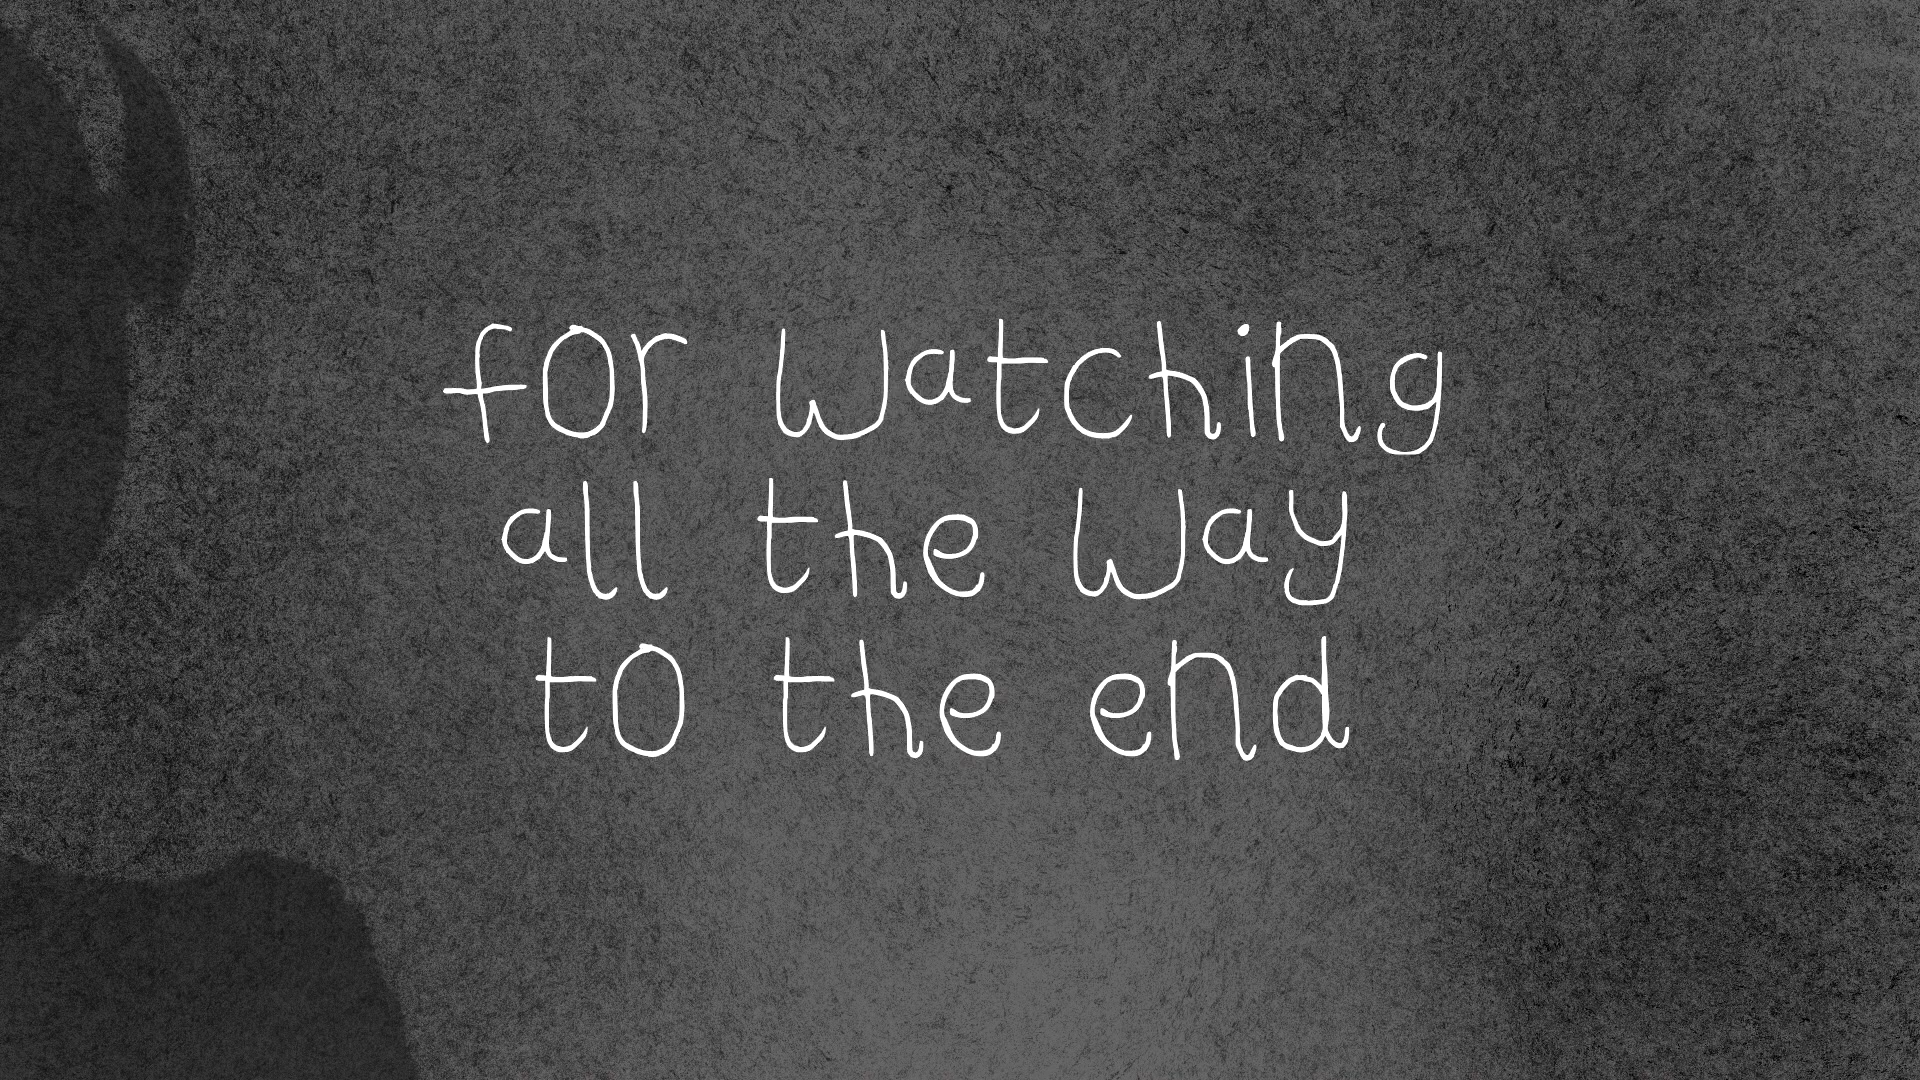 for watching
all the way
to the end